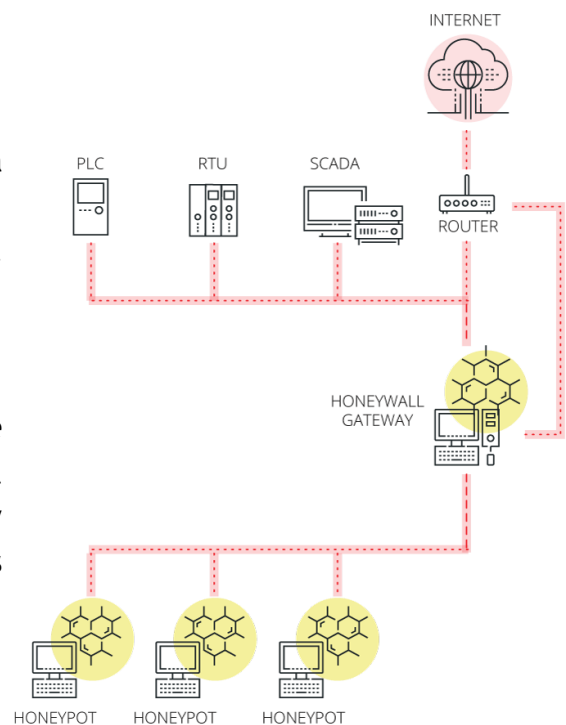 INTERNET
PLC
RTU
SCADA
ROUTER
HONEYWALL
GATEWAY
HONEYPOT
HONEYPOT
HONEYPOT